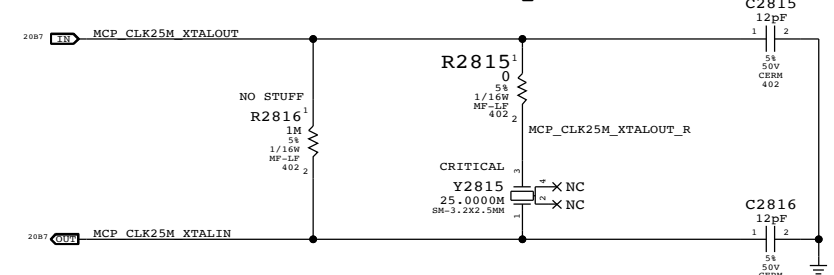 C2815
12pF
1 2
5%
50V
CERM
402
20B7 IN MCP_CLK25M_XTALOUT
R2815 1
0
5%
1/16W
MF-LF
402 2
NO STUFF
R2816 1
1M
5%
1/16W
MF-LF
402 2
MCP_CLK25M_XTALOUT_R
CRITICAL 3
Y2815 4 NC
25.0000M 2 NC
SM-3.2X2.5MM 1
C2816
12pF
1 2
5%
50V
CERM
20B7 OUT MCP_CLK25M_XTALIN